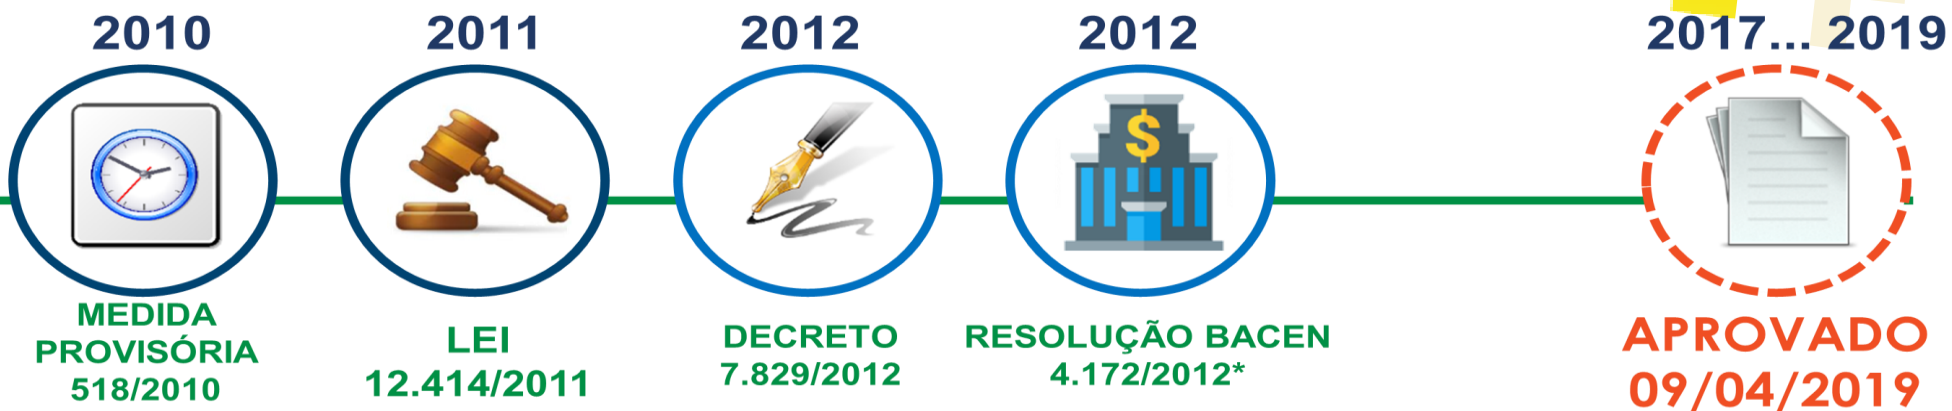 2010
2011
2012
2012
2017... 2019
$
MEDIDA
PROVISÓRIA
518/2010
LEI
12.414/2011
DECRETO
7.829/2012
RESOLUÇÃO BACEN
4.172/2012*
APROVADO
09/04/2019